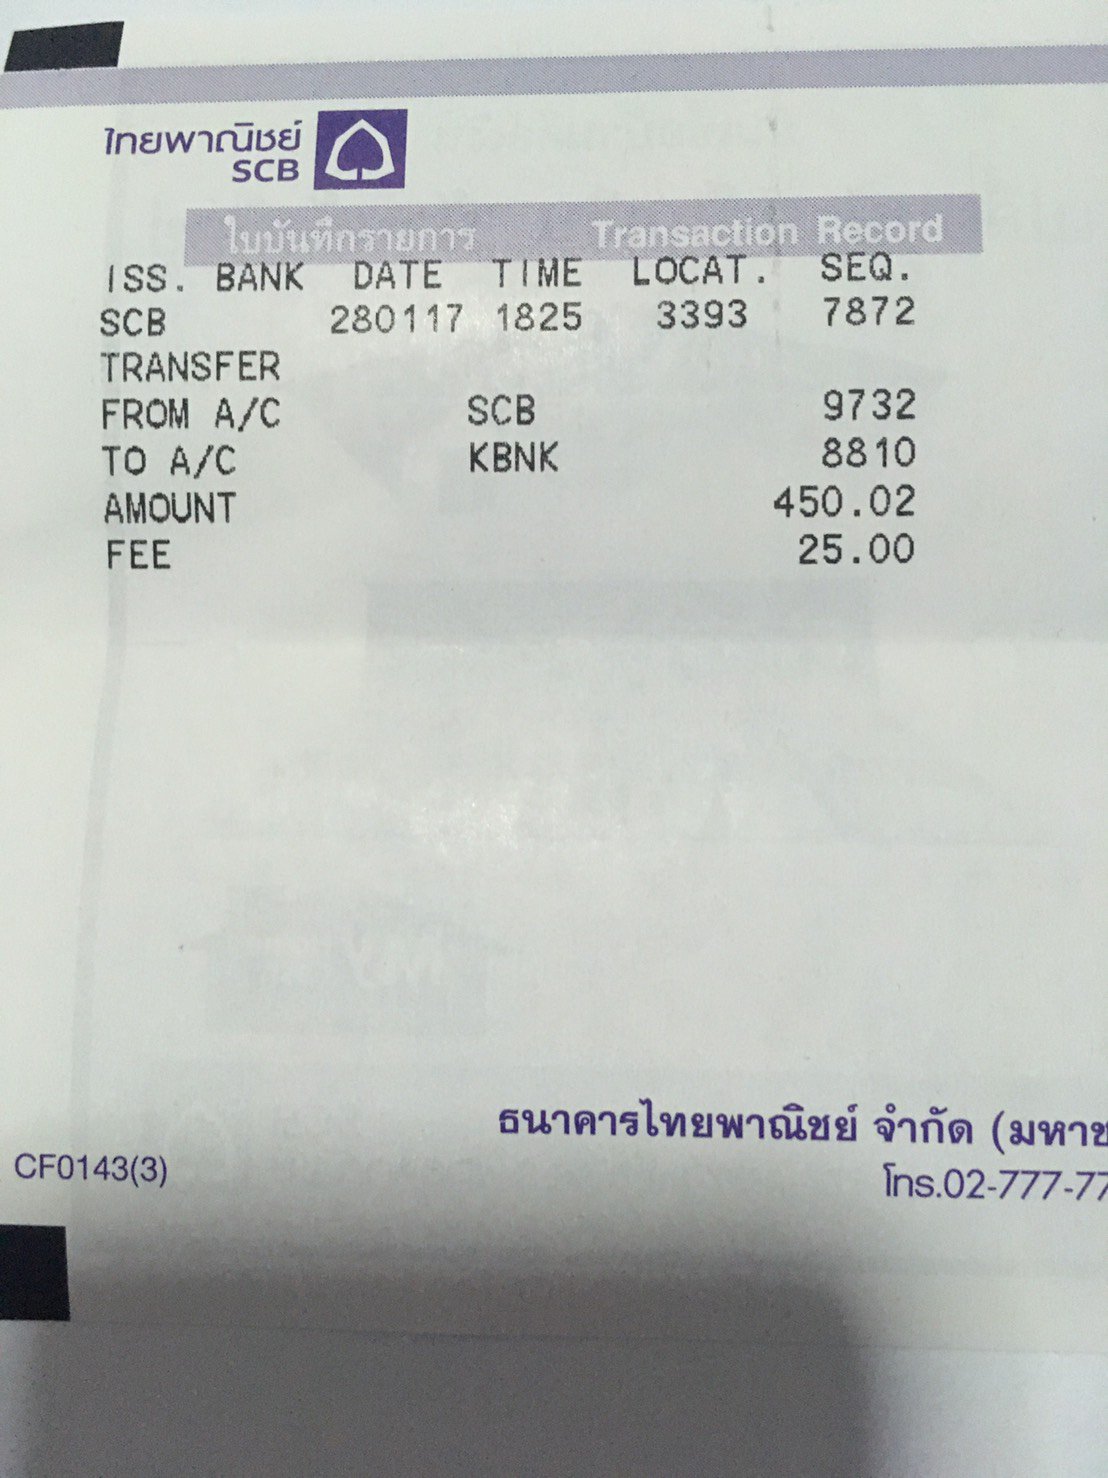 ไทยพาณิชย์
SCB
ใบบันทึกรายการ Transaction Record
ISS. BANK DATE TIME LOCAT. SEQ.
SCB 280117 1825 3393 7872
TRANSFER
FROM A/C SCB 9732
TO A/C KBNK 8810
AMOUNT 450.02
FEE 25.00
ธนาคารไทยพาณิชย์ จำกัด (มหาช
CF0143(3) โทร.02-777-77